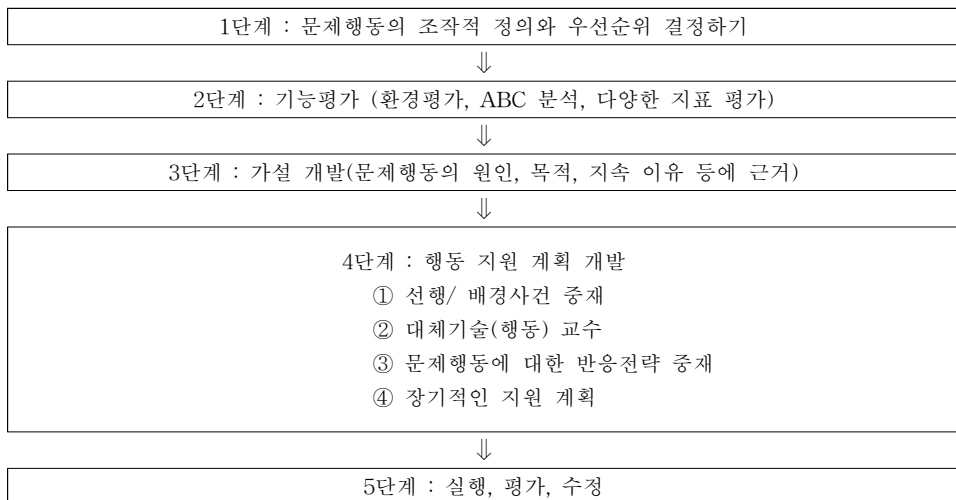 1단계 : 문제행동의 조작적 정의와 우선순위 결정하기
⇓
2단계 : 기능평가 (환경평가, ABC 분석, 다양한 지표 평가)
⇓
3단계 : 가설 개발(문제행동의 원인, 목적, 지속 이유 등에 근거)
⇓
4단계 : 행동 지원 계획 개발
① 선행/ 배경사건 중재
② 대체기술(행동) 교수
③ 문제행동에 대한 반응전략 중재
④ 장기적인 지원 계획
⇓
5단계 : 실행, 평가, 수정